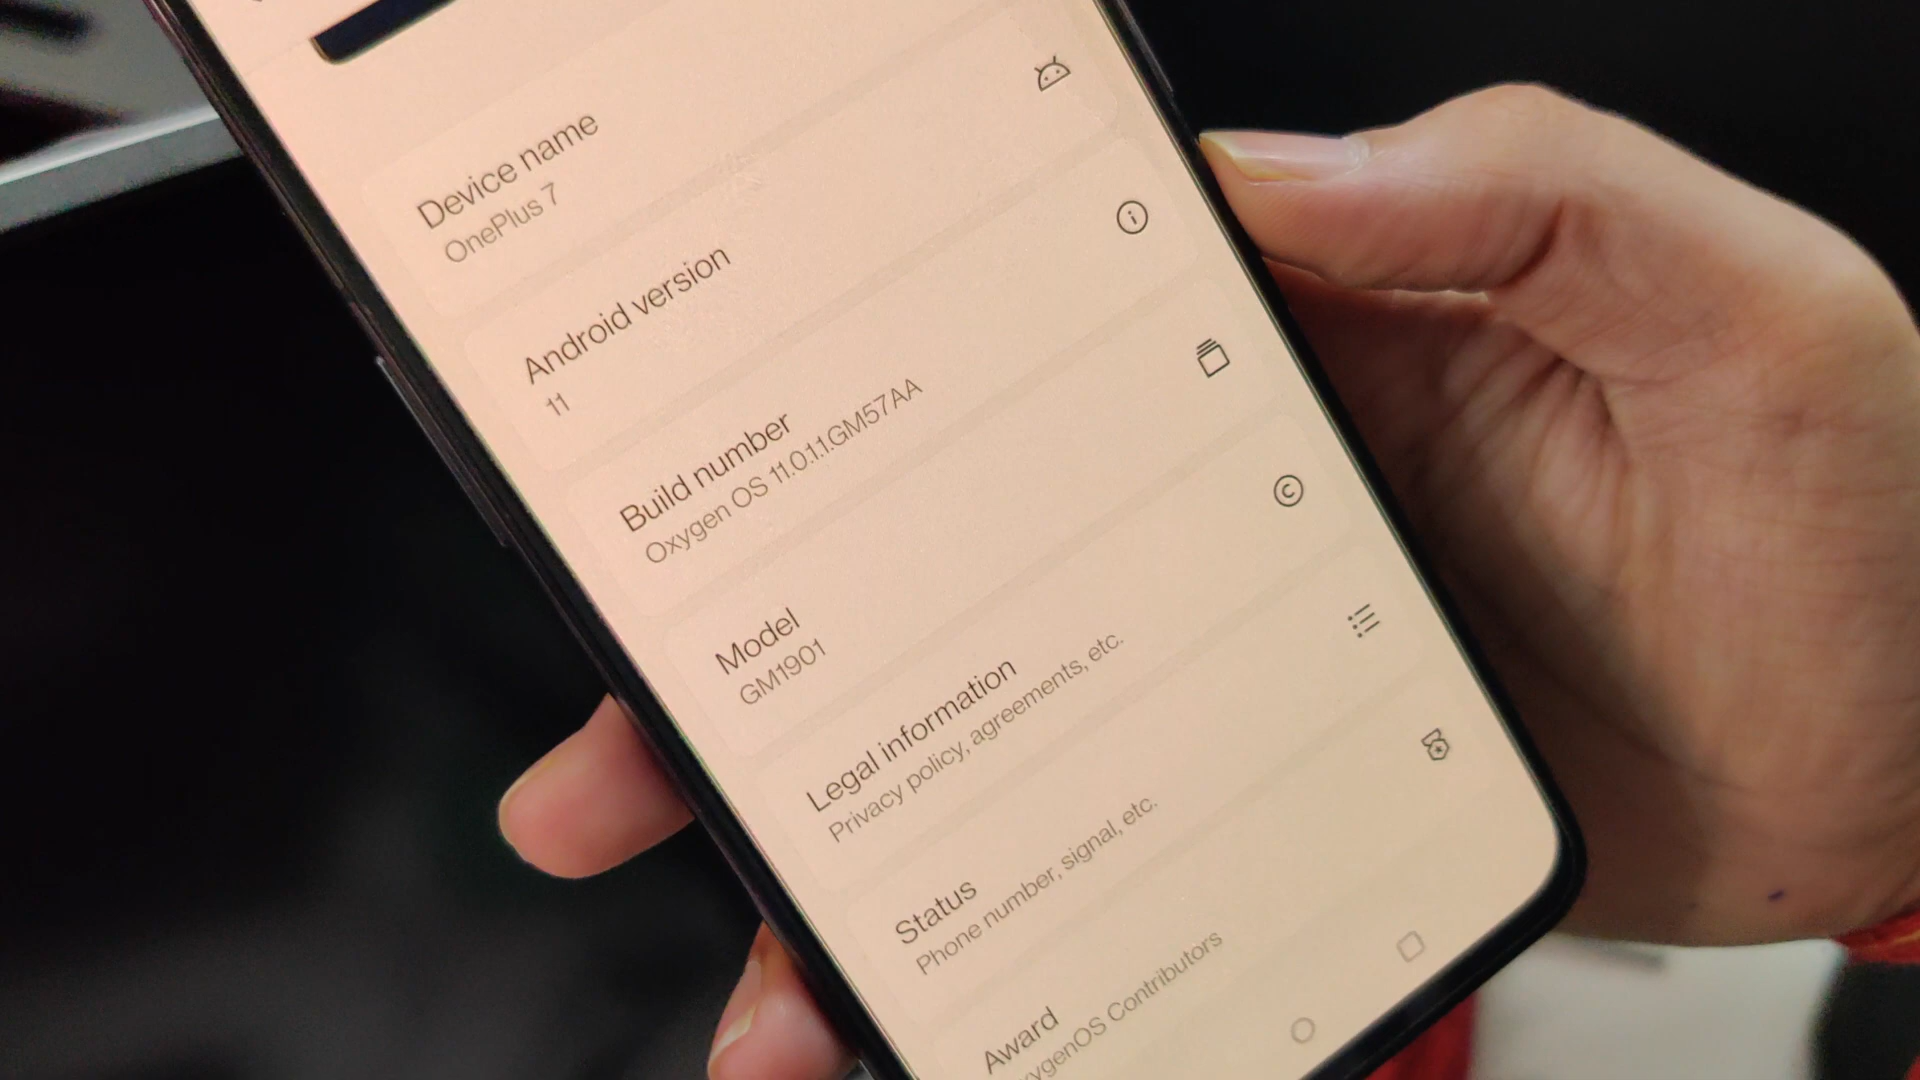 Device name
OnePlus 7
Android version
11
Build number
Oxygen OS 11.0.1.1.GM57AA
Model
GM1901
Legal information
Privacy policy, agreements, etc.
Status
Phone number, signal, etc.
Award
xygenOS Contributors